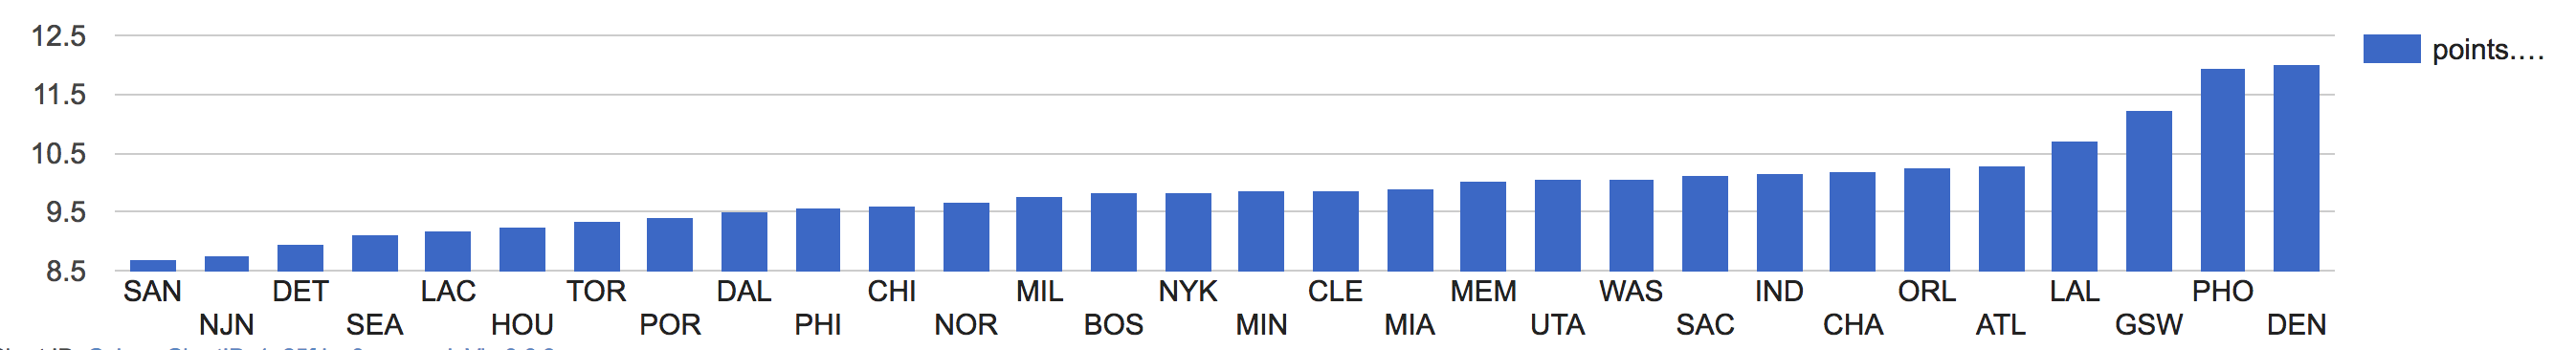 12.5
11.5
10.5
9.5
8.5
points....
SAN DET LAC TOR DAL CHI MIL NYK CLE MEM WAS IND ORL LAL PHO
NJN SEA HOU POR PHI NOR BOS MIN MIA UTA SAC CHA ATL GSW DEN